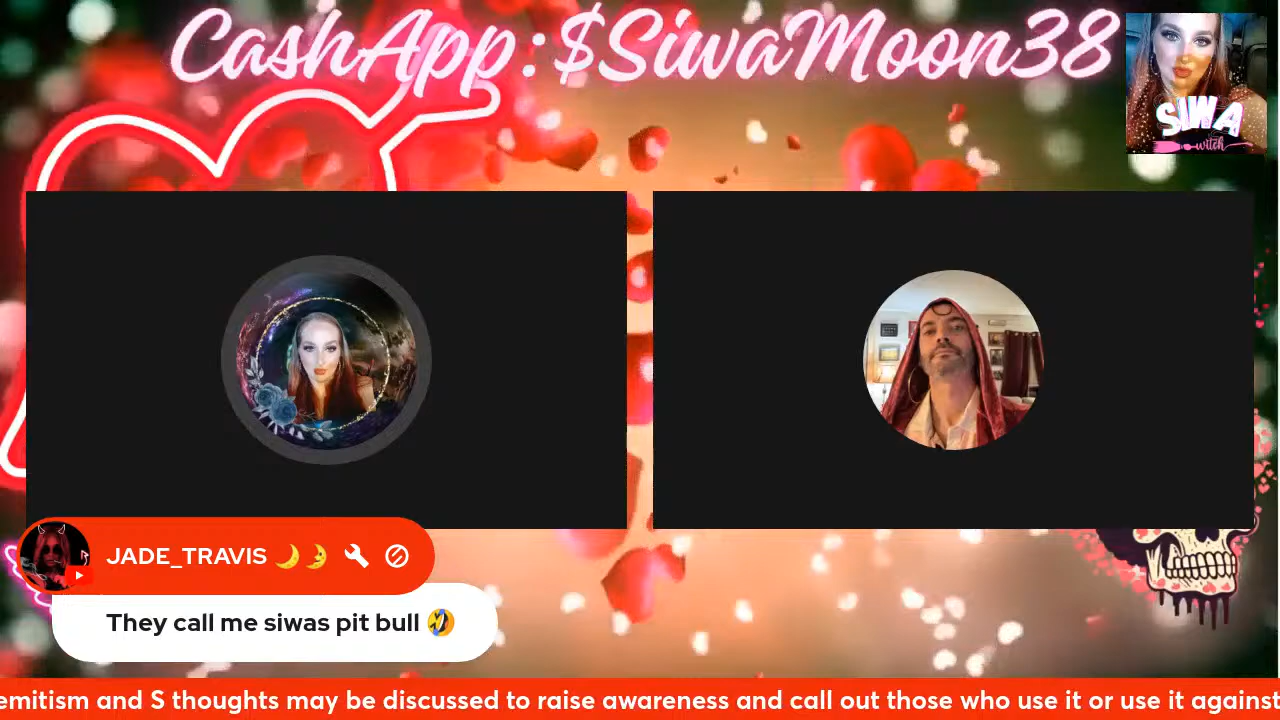 CashApp:$SiwaMoon38
SIWA
witch
JADE_TRAVIS 🌙🌛
They call me siwas pit bull 🤣
emitism and S thoughts may be discussed to raise awareness and call out those who use it or use it against